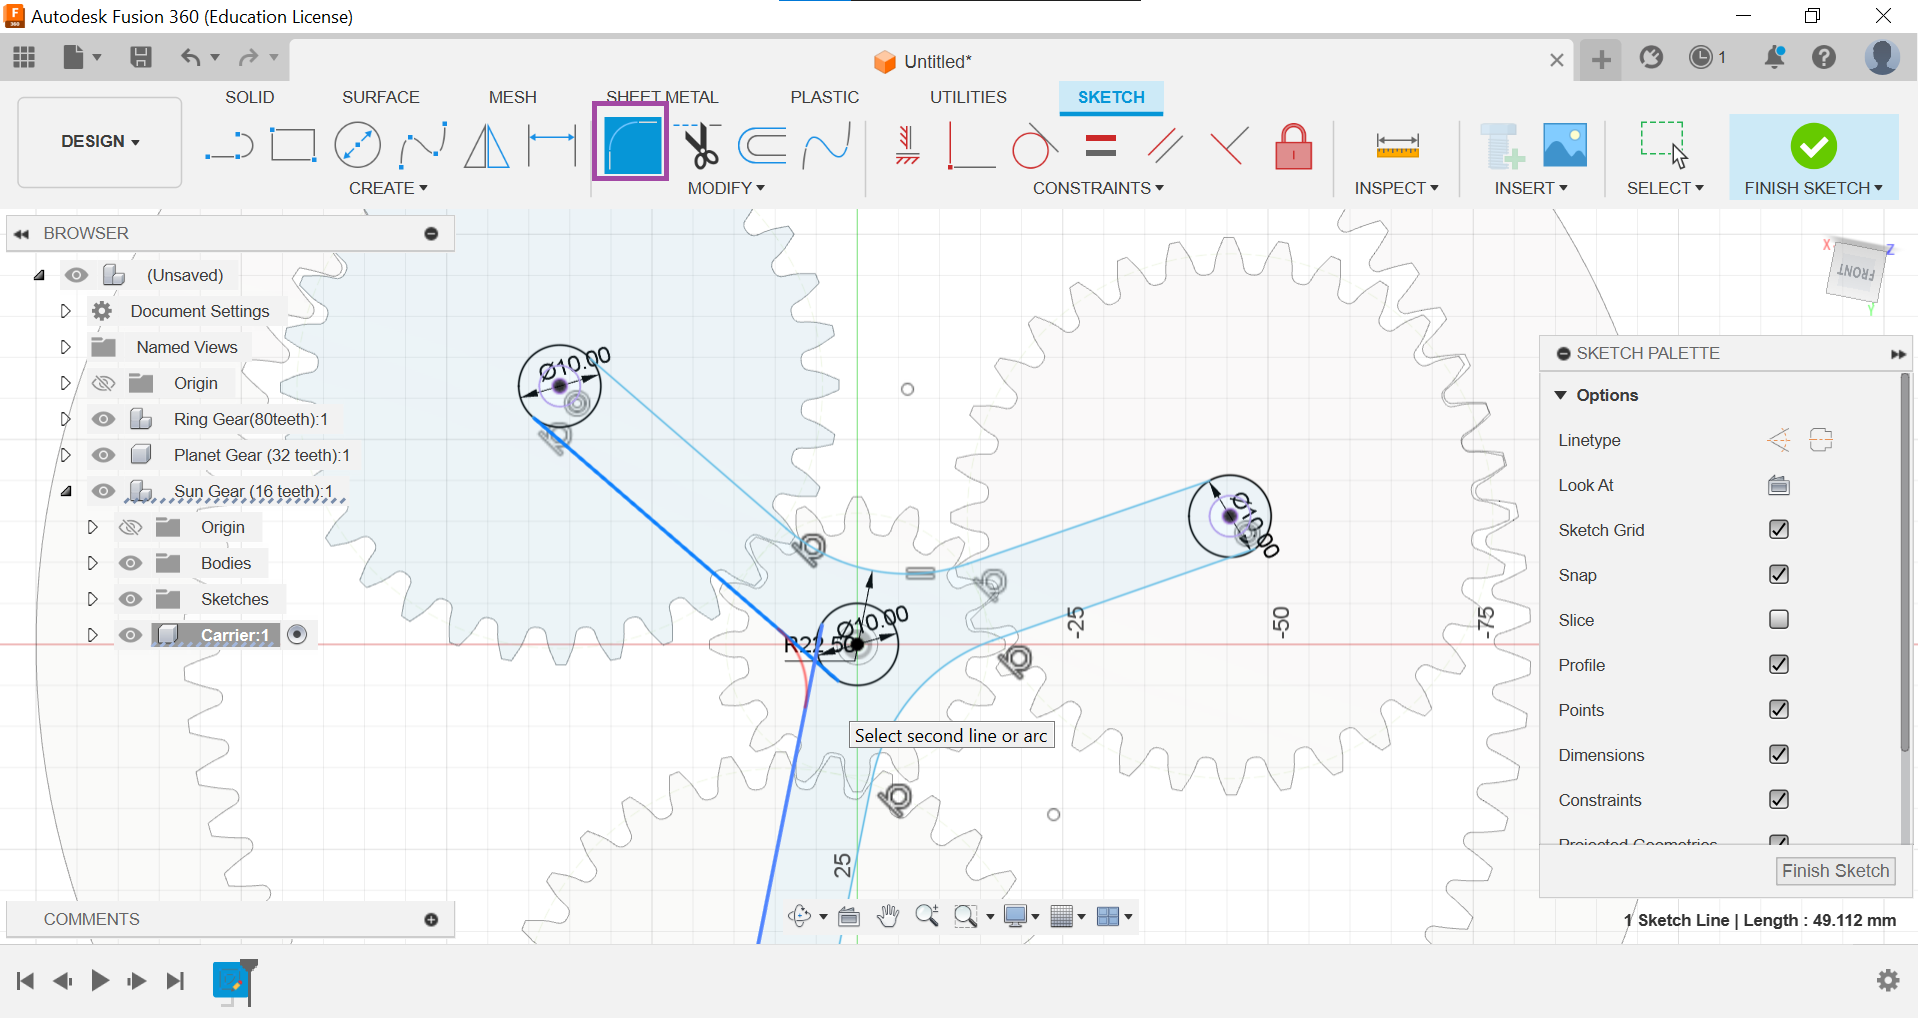 Autodesk Fusion 360 (Education License)
Untitled*
1
SOLID
SURFACE
MESH
SHEET METAL
PLASTIC
UTILITIES
SKETCH
DESIGN
CREATE
MODIFY
CONSTRAINTS
INSPECT
INSERT
SELECT
FINISH SKETCH
BROWSER
(Unsaved)
Document Settings
Named Views
Origin
Ring Gear(80teeth):1
Planet Gear (32 teeth):1
Sun Gear (16 teeth):1
Origin
Bodies
Sketches
Carrier:1
COMMENTS
Ø10.00
Ø10.00
Ø10.00
R22.50
-25
-50
-75
25
Select second line or arc
X
Z
FRONT
Y
SKETCH PALETTE
Options
Linetype
Look At
Sketch Grid
Snap
Slice
Profile
Points
Dimensions
Constraints
Projected Geometries
Finish Sketch
1 Sketch Line | Length : 49.112 mm